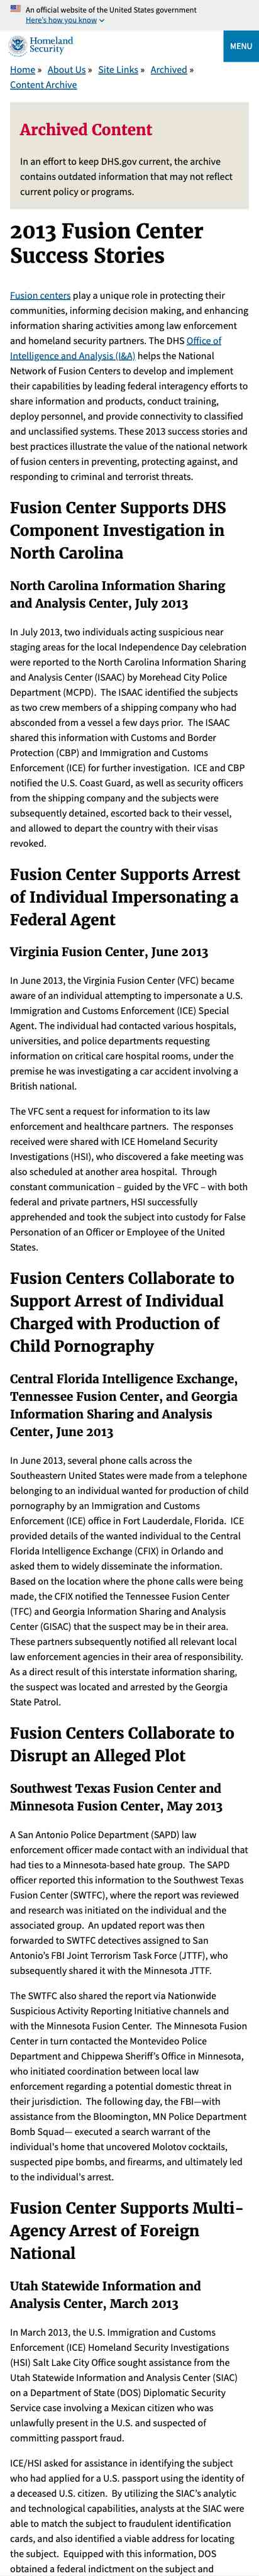 An official website of the United States government
Here's how you know
Homeland
Security
MENU
Home » About Us » Site Links » Archived »
Content Archive
Archived Content
In an effort to keep DHS.gov current, the archive
contains outdated information that may not reflect
current policy or programs.
2013 Fusion Center
Success Stories
Fusion centers play a unique role in protecting their
communities, informing decision making, and enhancing
information sharing activities among law enforcement
and homeland security partners. The DHS Office of
Intelligence and Analysis (I&A) helps the National
Network of Fusion Centers to develop and implement
their capabilities by leading federal interagency efforts to
share information and products, conduct training,
deploy personnel, and provide connectivity to classified
and unclassified systems. These 2013 success stories and
best practices illustrate the value of the national network
of fusion centers in preventing, protecting against, and
responding to criminal and terrorist threats.
Fusion Center Supports DHS
Component Investigation in
North Carolina
North Carolina Information Sharing
and Analysis Center, July 2013
In July 2013, two individuals acting suspicious near
staging areas for the local Independence Day celebration
were reported to the North Carolina Information Sharing
and Analysis Center (ISAAC) by Morehead City Police
Department (MCPD). The ISAAC identified the subjects
as two crew members of a shipping company who had
absconded from a vessel a few days prior. The ISAAC
shared this information with Customs and Border
Protection (CBP) and Immigration and Customs
Enforcement (ICE) for further investigation. ICE and CBP
notified the U.S. Coast Guard, as well as security officers
from the shipping company and the subjects were
subsequently detained, escorted back to their vessel,
and allowed to depart the country with their visas
revoked.
Fusion Center Supports Arrest
of Individual Impersonating a
Federal Agent
Virginia Fusion Center, June 2013
In June 2013, the Virginia Fusion Center (VFC) became
aware of an individual attempting to impersonate a U.S.
Immigration and Customs Enforcement (ICE) Special
Agent. The individual had contacted various hospitals,
universities, and police departments requesting
information on critical care hospital rooms, under the
premise he was investigating a car accident involving a
British national.
The VFC sent a request for information to its law
enforcement and healthcare partners. The responses
received were shared with ICE Homeland Security
Investigations (HSI), who discovered a fake meeting was
also scheduled at another area hospital. Through
constant communication – guided by the VFC – with both
federal and private partners, HSI successfully
apprehended and took the subject into custody for False
Personation of an Officer or Employee of the United
States.
Fusion Centers Collaborate to
Support Arrest of Individual
Charged with Production of
Child Pornography
Central Florida Intelligence Exchange,
Tennessee Fusion Center, and Georgia
Information Sharing and Analysis
Center, June 2013
In June 2013, several phone calls across the
Southeastern United States were made from a telephone
belonging to an individual wanted for production of child
pornography by an Immigration and Customs
Enforcement (ICE) office in Fort Lauderdale, Florida. ICE
provided details of the wanted individual to the Central
Florida Intelligence Exchange (CFIX) in Orlando and
asked them to widely disseminate the information.
Based on the location where the phone calls were being
made, the CFIX notified the Tennessee Fusion Center
(TFC) and Georgia Information Sharing and Analysis
Center (GISAC) that the suspect may be in their area.
These partners subsequently notified all relevant local
law enforcement agencies in their area of responsibility.
As a direct result of this interstate information sharing,
the suspect was located and arrested by the Georgia
State Patrol.
Fusion Centers Collaborate to
Disrupt an Alleged Plot
Southwest Texas Fusion Center and
Minnesota Fusion Center, May 2013
A San Antonio Police Department (SAPD) law
enforcement officer made contact with an individual that
had ties to a Minnesota-based hate group. The SAPD
officer reported this information to the Southwest Texas
Fusion Center (SWTFC), where the report was reviewed
and research was initiated on the individual and the
associated group. An updated report was then
forwarded to SWTFC detectives assigned to San
Antonio's FBI Joint Terrorism Task Force (JTTF), who
subsequently shared it with the Minnesota JTTF.
The SWTFC also shared the report via Nationwide
Suspicious Activity Reporting Initiative channels and
with the Minnesota Fusion Center. The Minnesota Fusion
Center in turn contacted the Montevideo Police
Department and Chippewa Sheriff's Office in Minnesota,
who initiated coordination between local law
enforcement regarding a potential domestic threat in
their jurisdiction. The following day, the FBI—with
assistance from the Bloomington, MN Police Department
Bomb Squad— executed a search warrant of the
individual's home that uncovered Molotov cocktails,
suspected pipe bombs, and firearms, and ultimately led
to the individual's arrest.
Fusion Center Supports Multi-
Agency Arrest of Foreign
National
Utah Statewide Information and
Analysis Center, March 2013
In March 2013, the U.S. Immigration and Customs
Enforcement (ICE) Homeland Security Investigations
(HSI) Salt Lake City Office sought assistance from the
Utah Statewide Information and Analysis Center (SIAC)
on a Department of State (DOS) Diplomatic Security
Service case involving a Mexican citizen who was
unlawfully present in the U.S. and suspected of
committing passport fraud.
ICE/HSI asked for assistance in identifying the subject
who had applied for a U.S. passport using the identity of
a deceased U.S. citizen. By utilizing the SIAC's analytic
and technological capabilities, analysts at the SIAC were
able to match the subject to fraudulent identification
cards, and also identified a viable address for locating
the subject. Equipped with this information, DOS
obtained a federal indictment on the subject and